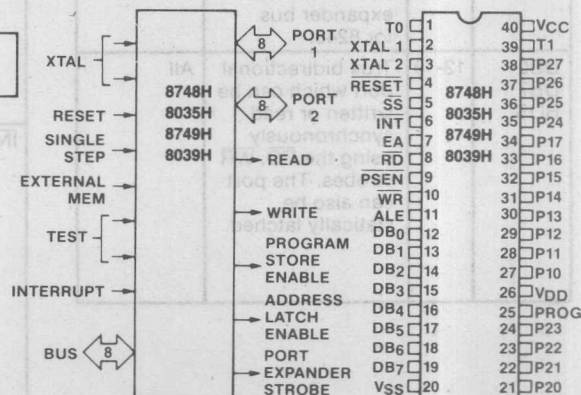 XTAL
RESET
SINGLE
STEP
EXTERNAL
MEM
TEST
INTERRUPT
BUS
8
8748H
8035H
8749H
8039H
8
PORT
1
8
PORT
2
READ
WRITE
PROGRAM
STORE
ENABLE
ADDRESS
LATCH
ENABLE
PORT
EXPANDER
STROBE
T0 1
XTAL 1 2
XTAL 2 3
RESET 4
SS 5
INT 6
EA 7
RD 8
PSEN 9
WR 10
ALE 11
DB0 12
DB1 13
DB2 14
DB3 15
DB4 16
DB5 17
DB6 18
DB7 19
VSS 20
8748H
8035H
8749H
8039H
40 VCC
39 T1
38 P27
37 P26
36 P25
35 P24
34 P17
33 P16
32 P15
31 P14
30 P13
29 P12
28 P11
27 P10
26 VDD
25 PROG
24 P23
23 P22
22 P21
21 P20